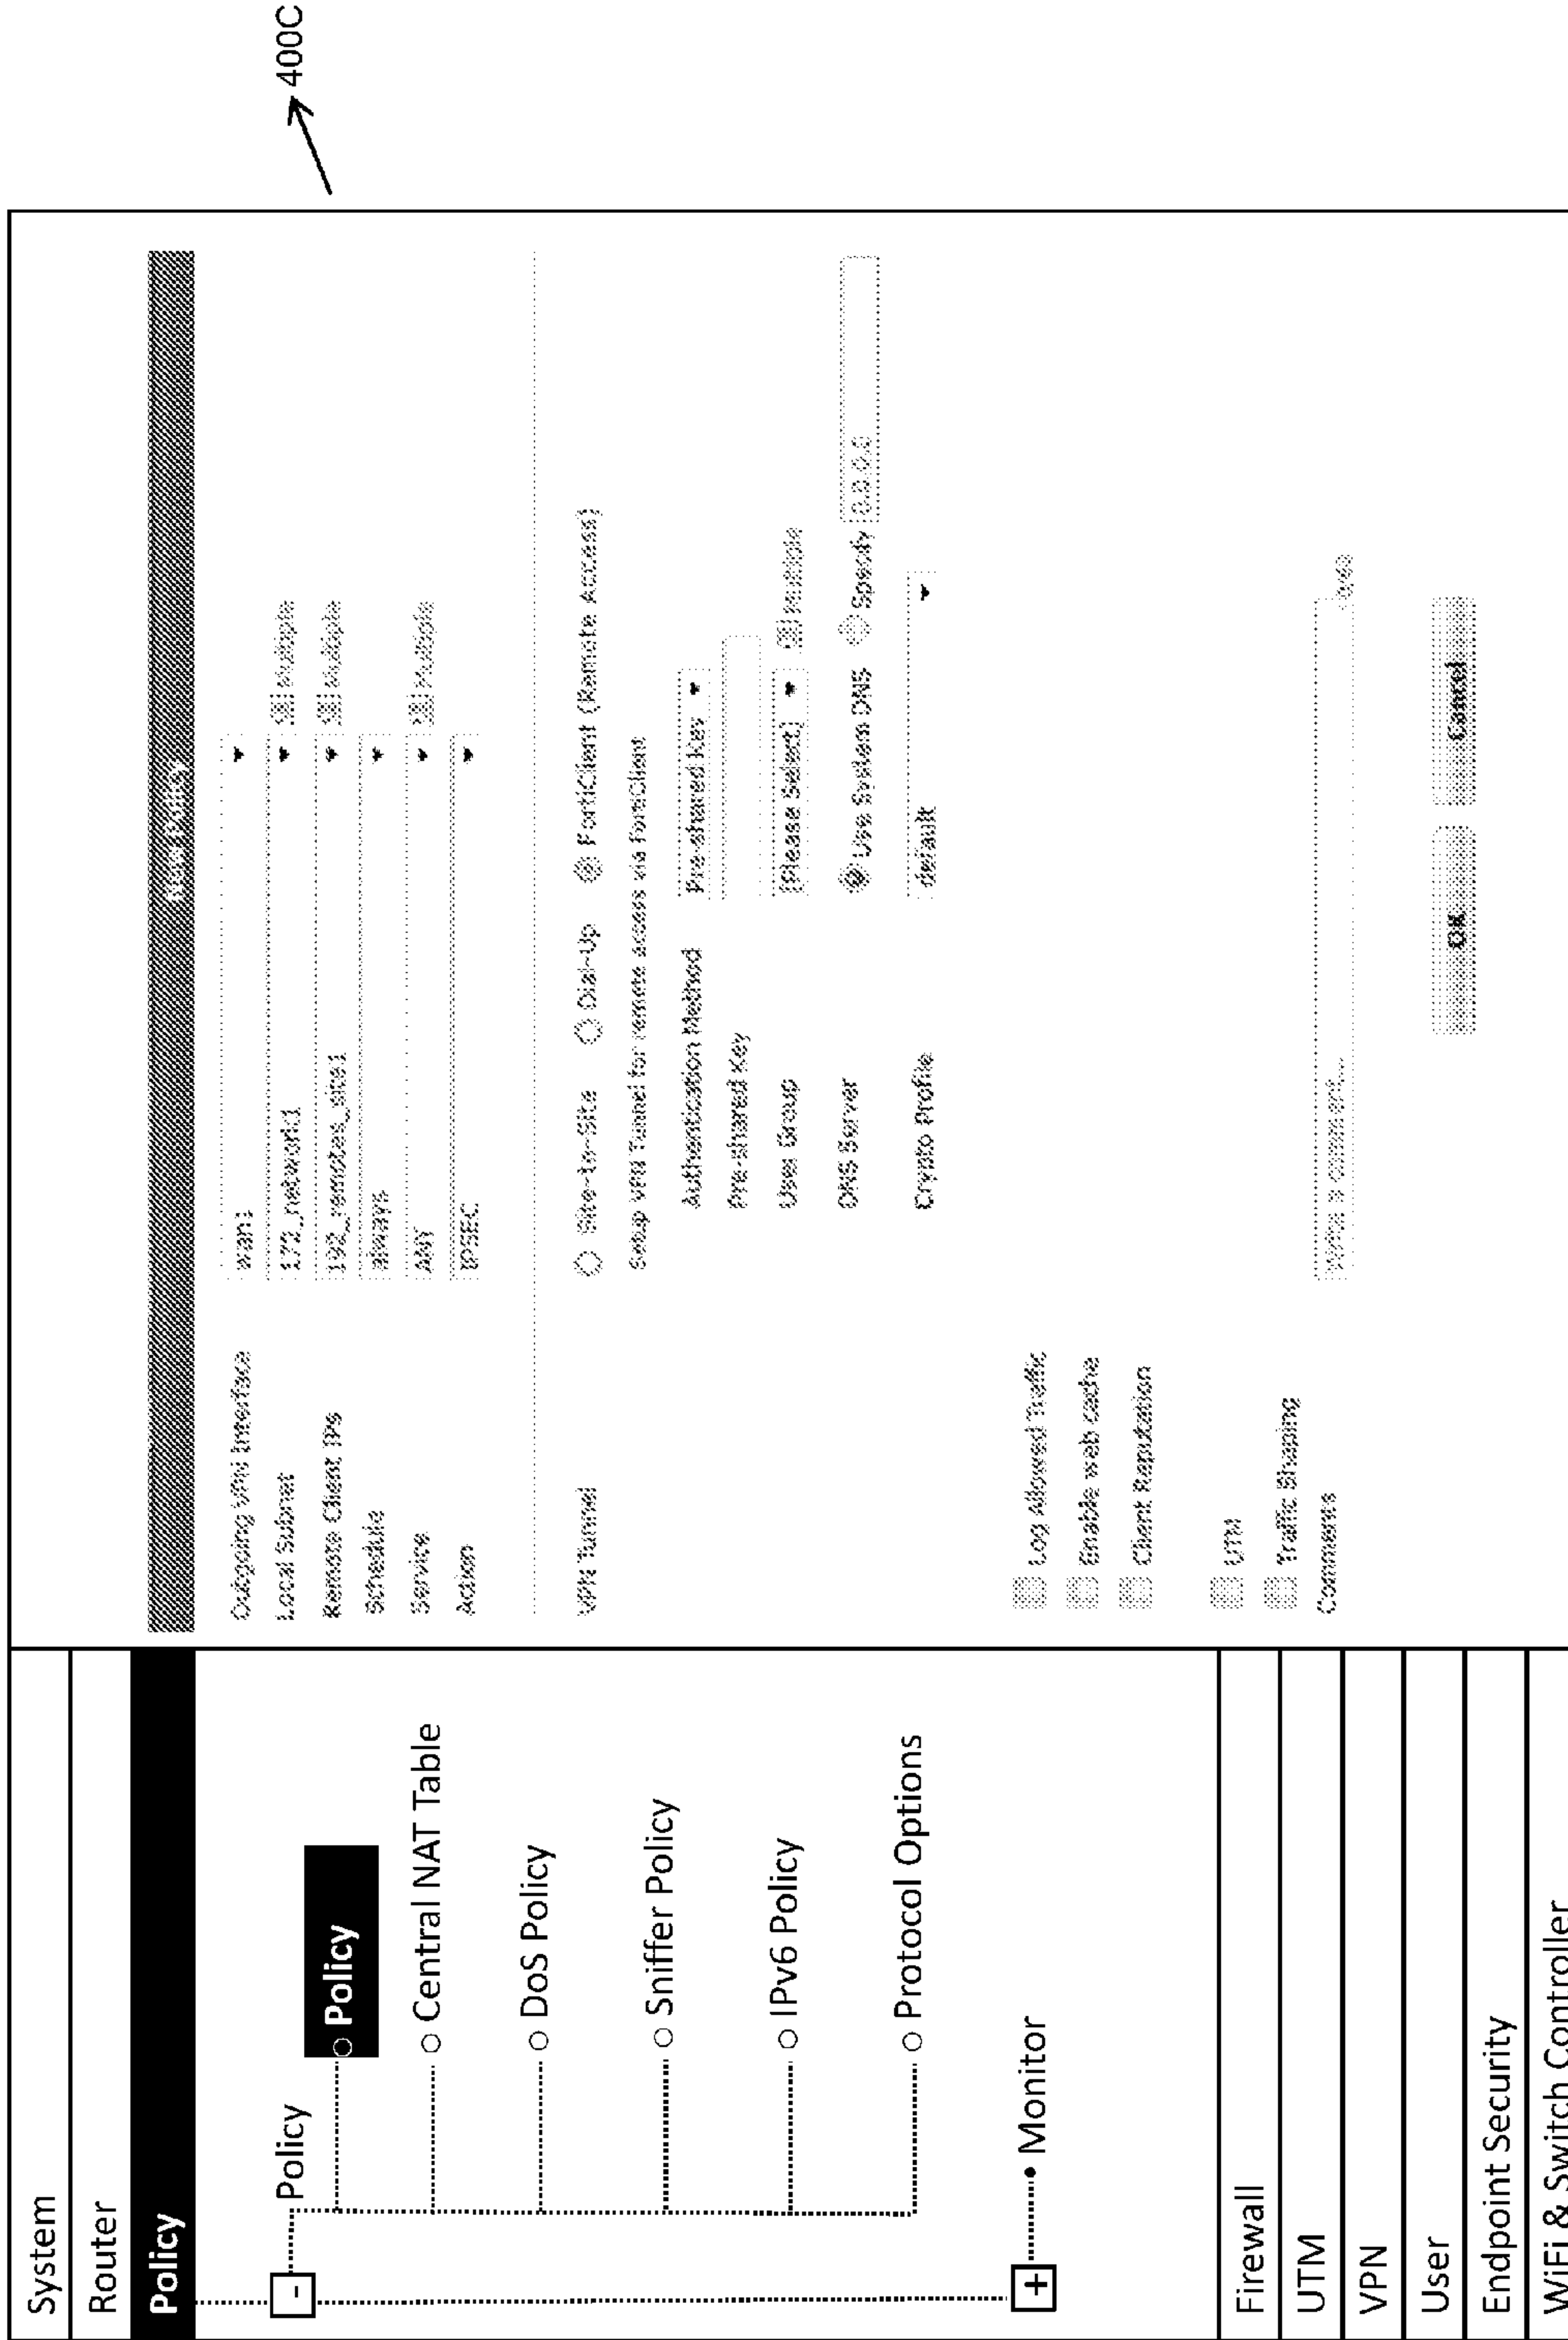 400C
System
Router
Policy
Policy
Policy
Central NAT Table
DoS Policy
Sniffer Policy
IPv6 Policy
Protocol Options
Monitor
Firewall
UTM
VPN
User
Endpoint Security
WiFi & Switch Controller
New Policy
Outgoing VPN Interface wan1
Local Subnet 172_network1 Multiple
Remote Client IPs 192_remotes_site1 Multiple
Schedule always
Service ANY Multiple
Action IPSEC
VPN Tunnel Site-to-Site Dial-Up FortiClient (Remote Access)
Setup VPN Tunnel for remote access via FortiClient
Authentication Method Pre-shared Key
Pre-shared Key
User Group [Please Select] Multiple
DNS Server Use System DNS Specify 0.0.0.0
Crypto Profile default
Log Allowed Traffic
Enable web cache
Client Reputation
UTM
Traffic Shaping
Comments Write a comment...
OK Cancel